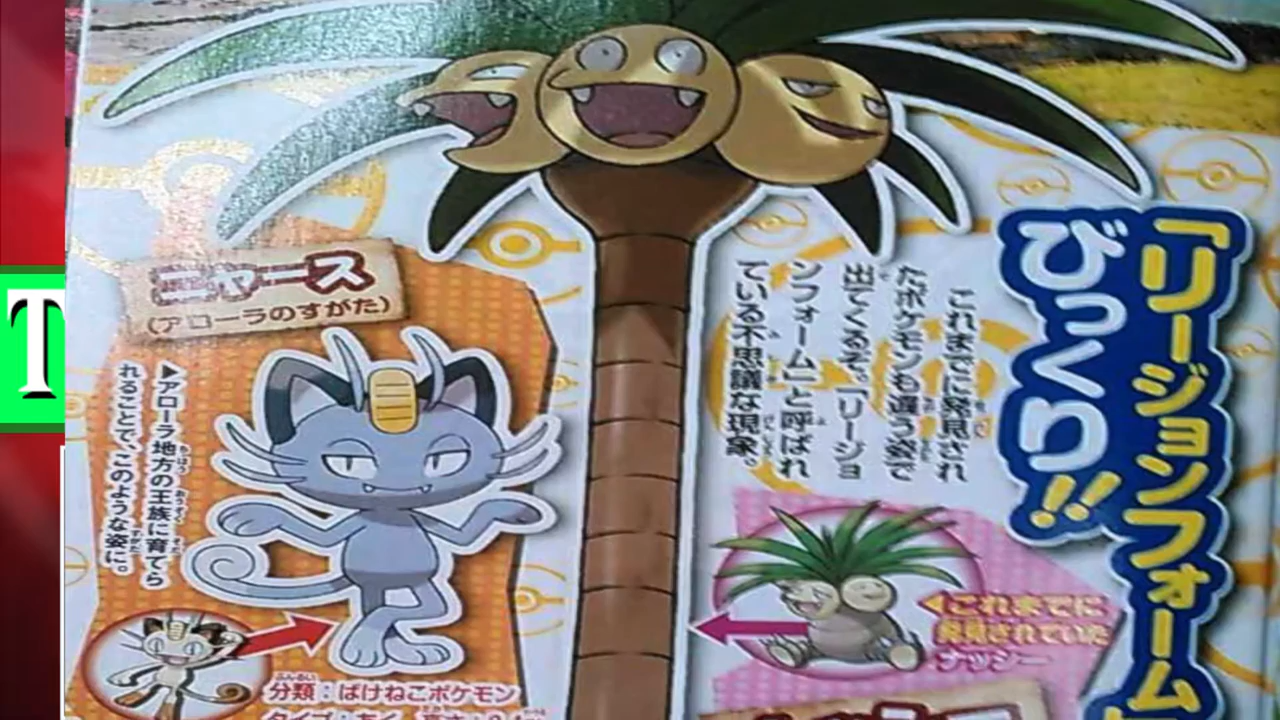 「リージョンフォーム」
びっくり!!
これまでに発見され
たポケモンも違う姿で
出てくるぞ。「リージョ
ンフォーム」と呼ばれ
ている不思議な現象。
ニャース
(アローラのすがた)
▶アローラ地方の王族に育てら
れることで、このような姿に。
分類：ばけねこポケモン
◀これまでに
発見されていた
ナッシー
T